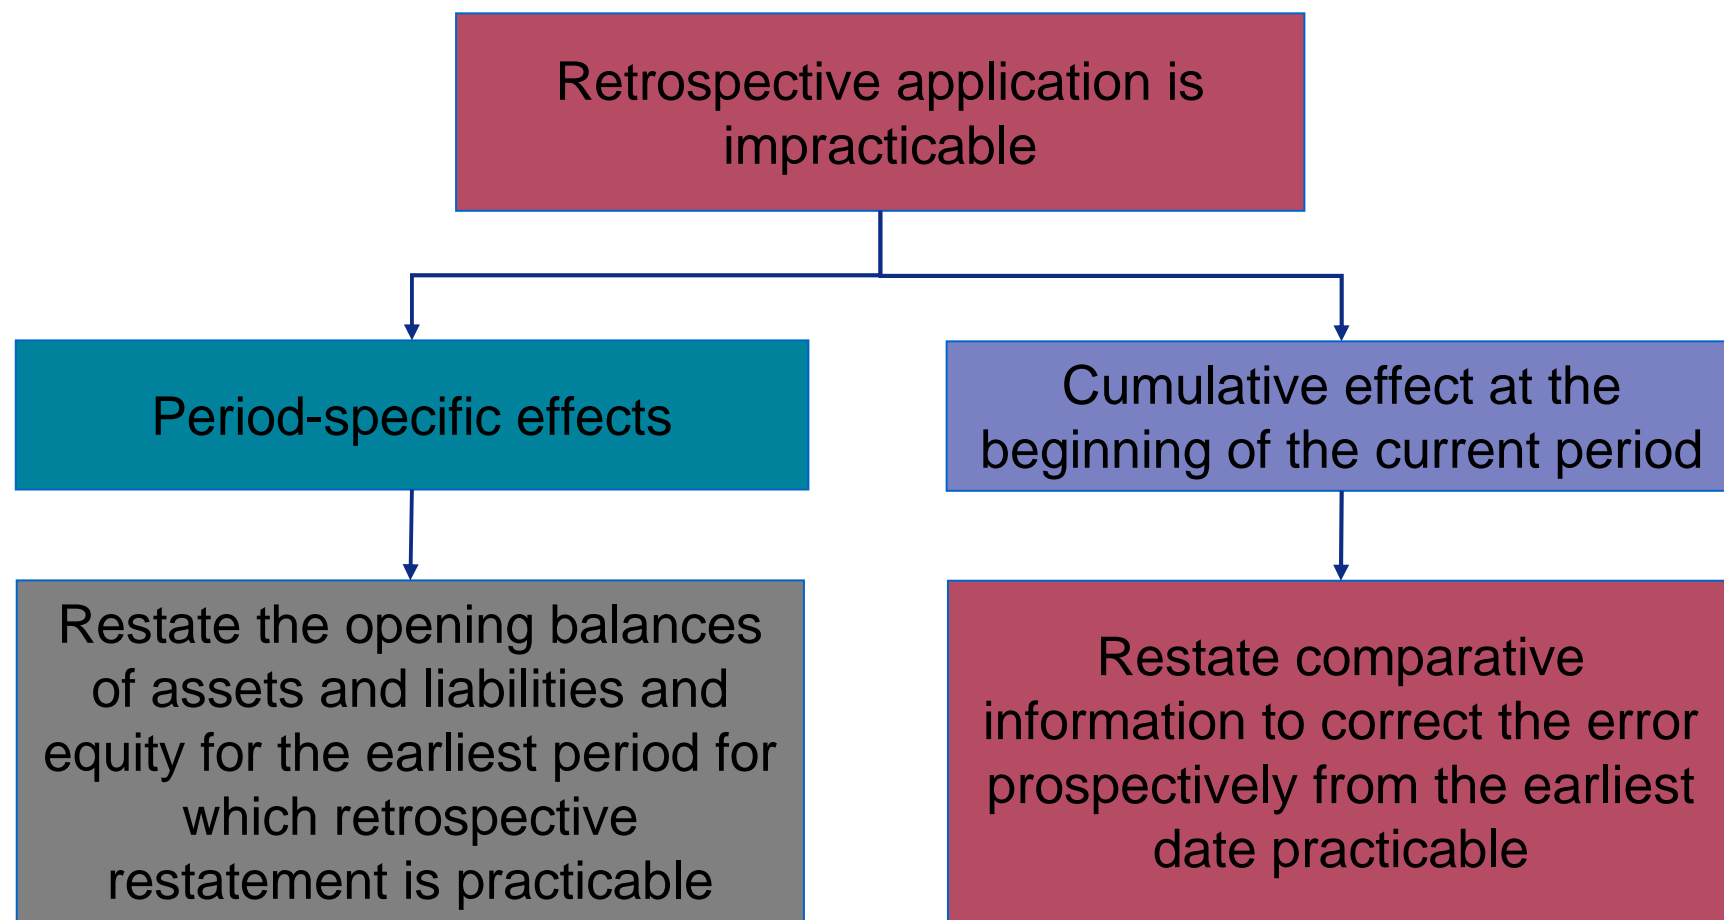 Retrospective application is
impracticable
Period-specific effects
Cumulative effect at the
beginning of the current period
Restate the opening balances
of assets and liabilities and
equity for the earliest period for
which retrospective
restatement is practicable
Restate comparative
information to correct the error
prospectively from the earliest
date practicable